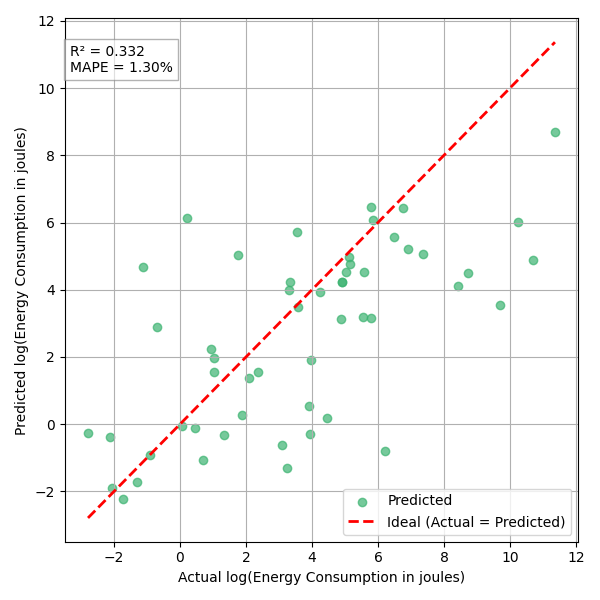 12
10
8
6
4
2
0
−2
R² = 0.332
MAPE = 1.30%
Predicted log(Energy Consumption in joules)
Predicted
Ideal (Actual = Predicted)
−2 0 2 4 6 8 10 12
Actual log(Energy Consumption in joules)